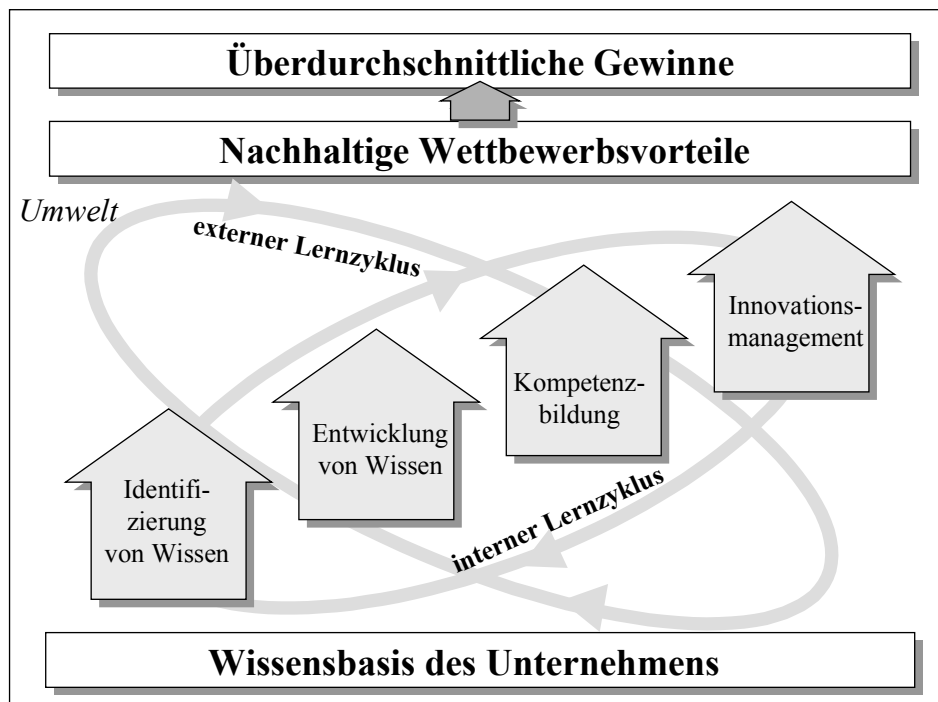 Überdurchschnittliche Gewinne
Nachhaltige Wettbewerbsvorteile
Umwelt
externer Lernzyklus
Innovations-
management
Kompetenz-
bildung
Entwicklung
von Wissen
Identifi-
zierung
von Wissen
interner Lernzyklus
Wissensbasis des Unternehmens